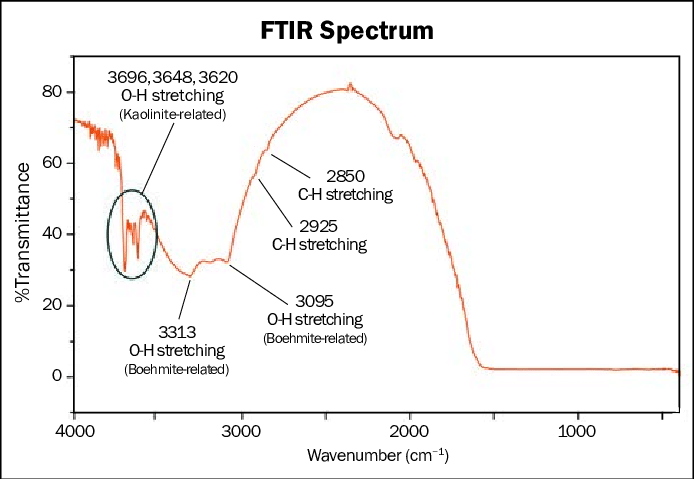 FTIR Spectrum
3696, 3648, 3620
O-H stretching
(Kaolinite-related)
2850
C-H stretching
2925
C-H stretching
3095
O-H stretching
(Boehmite-related)
3313
O-H stretching
(Boehmite-related)
%Transmittance
80
60
40
20
0
4000
3000
2000
1000
Wavenumber (cm⁻¹)